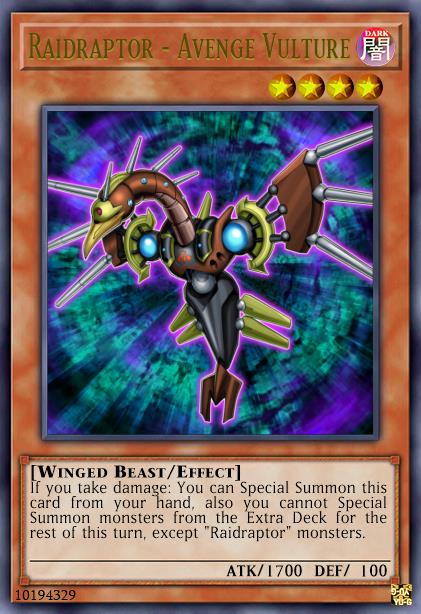 Raidraptor - Avenge Vulture
DARK
闇
[Winged Beast/Effect]
If you take damage: You can Special Summon this
card from your hand, also you cannot Special
Summon monsters from the Extra Deck for the
rest of this turn, except "Raidraptor" monsters.
ATK/1700 DEF/ 100
10194329